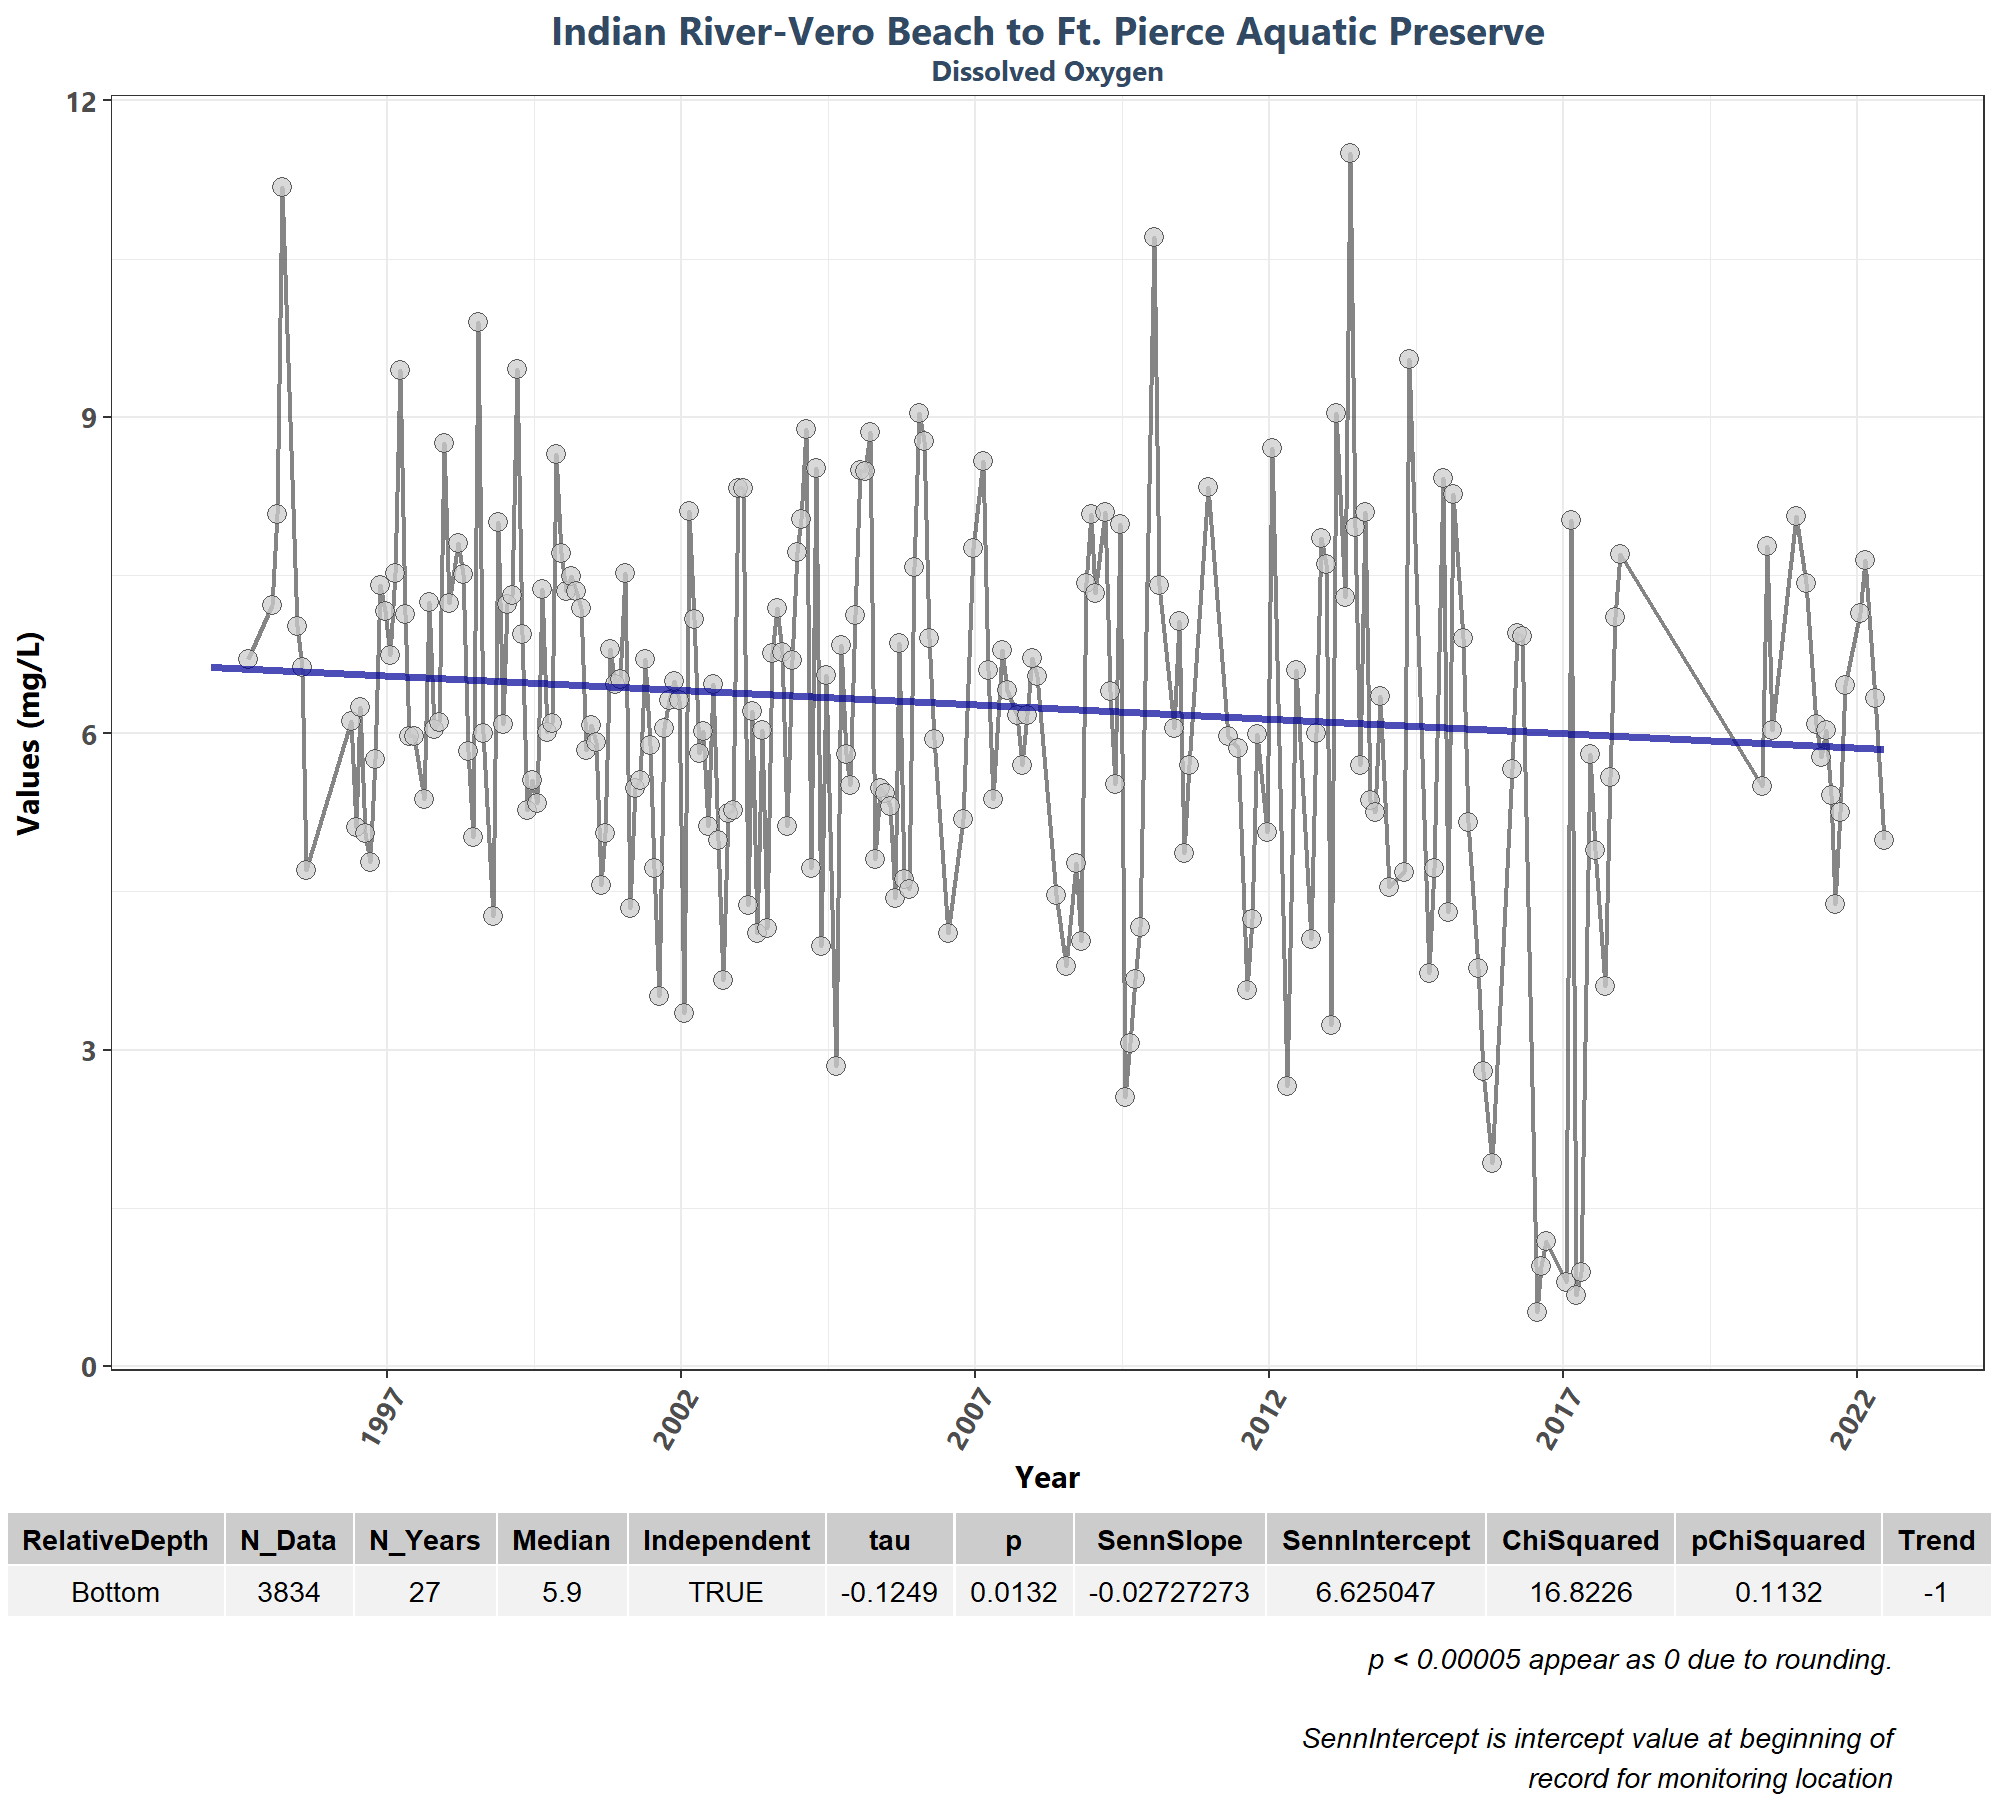 Indian River-Vero Beach to Ft. Pierce Aquatic Preserve
Dissolved Oxygen
12
9
6
3
0
Values (mg/L)
1997
2002
2007
2012
2017
2022
Year
RelativeDepth N_Data N_Years Median Independent tau p SennSlope SennIntercept ChiSquared pChiSquared Trend
Bottom 3834 27 5.9 TRUE -0.1249 0.0132 -0.02727273 6.625047 16.8226 0.1132 -1
p < 0.00005 appear as 0 due to rounding.
SennIntercept is intercept value at beginning of
record for monitoring location